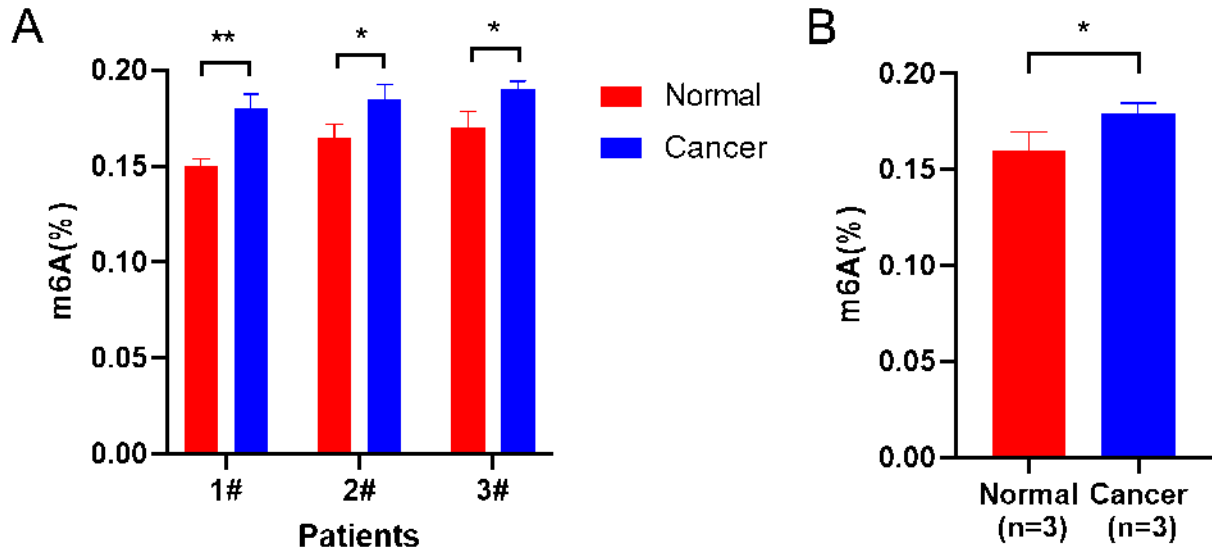 A
** * *
0.20
0.15
0.10
0.05
0.00
m6A(%)
1# 2# 3#
Patients
Normal
Cancer
B
*
0.20
0.15
0.10
0.05
0.00
m6A(%)
Normal Cancer
(n=3) (n=3)